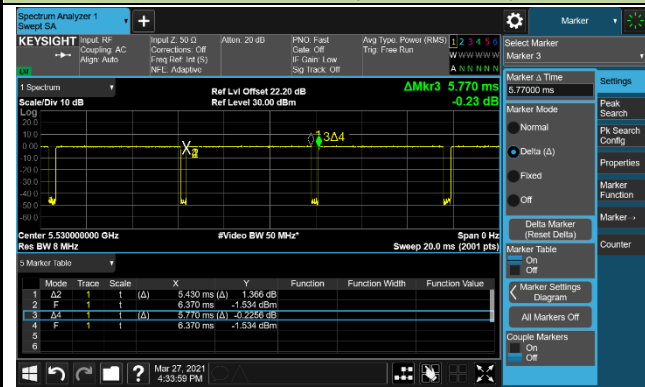 Spectrum Analyzer 1
Swept SA
+
Marker
KEYSIGHT
Input: RF
Coupling: AC
Align: Auto
Input Z: 50 Ω
Corrections: Off
Freq Ref: Int (S)
NFE: Adaptive
Atten: 20 dB
PNO: Fast
Gate: Off
IF Gain: Low
Sig Track: Off
Avg Type: Power (RMS)
Trig: Free Run
1 2 3 4 5 6
W W W W W W
A N N N N N
Select Marker
Marker 3
1 Spectrum
Scale/Div 10 dB
Ref Lvl Offset 22.20 dB
Ref Level 30.00 dBm
ΔMkr3 5.770 ms
-0.23 dB
Log
20.0
10.0
0.00
-10.0
-20.0
-30.0
-40.0
-50.0
-60.0
X
3Δ4
Center 5.530000000 GHz
Res BW 8 MHz
#Video BW 50 MHz*
Span 0 Hz
Sweep 20.0 ms (2001 pts)
5 Marker Table
Mode Trace Scale X Y Function Function Width Function Value
1 Δ2 1 t (Δ) 5.430 ms (Δ) 1.366 dB
2 F 1 t 6.370 ms -1.534 dBm
3 Δ4 1 t (Δ) 5.770 ms (Δ) -0.2256 dB
4 F 1 t 6.370 ms -1.534 dBm
5
6
Marker Δ Time
5.77000 ms
Marker Mode
Normal
Delta (Δ)
Fixed
Off
Delta Marker
(Reset Delta)
Marker Table
On
Off
Marker Settings
Diagram
All Markers Off
Couple Markers
On
Off
Settings
Peak
Search
Pk Search
Config
Properties
Marker
Function
Marker→
Counter
?
Mar 27, 2021
4:33:59 PM